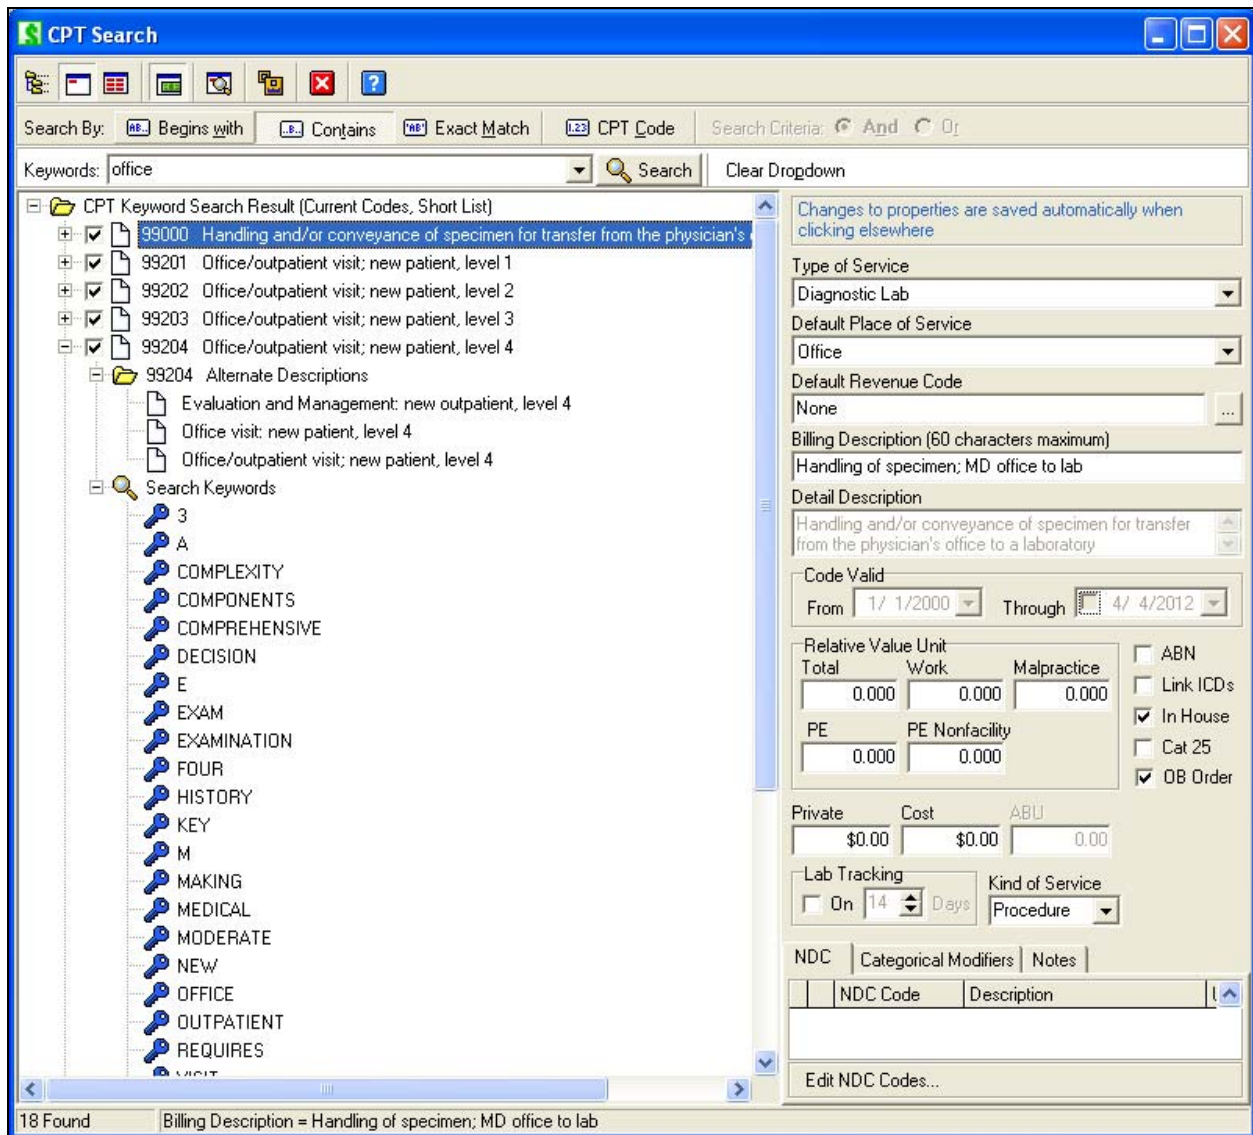 CPT Search
Search By: AB.. Begins with .B.. Contains "AB" Exact Match 1.23 CPT Code Search Criteria: And Or
Keywords: office Search Clear Dropdown
CPT Keyword Search Result (Current Codes, Short List)
99000 Handling and/or conveyance of specimen for transfer from the physician's
99201 Office/outpatient visit; new patient, level 1
99202 Office/outpatient visit; new patient, level 2
99203 Office/outpatient visit; new patient, level 3
99204 Office/outpatient visit; new patient, level 4
99204 Alternate Descriptions
Evaluation and Management: new outpatient, level 4
Office visit: new patient, level 4
Office/outpatient visit; new patient, level 4
Search Keywords
3
A
COMPLEXITY
COMPONENTS
COMPREHENSIVE
DECISION
E
EXAM
EXAMINATION
FOUR
HISTORY
KEY
M
MAKING
MEDICAL
MODERATE
NEW
OFFICE
OUTPATIENT
REQUIRES
VISIT
Changes to properties are saved automatically when
clicking elsewhere
Type of Service
Diagnostic Lab
Default Place of Service
Office
Default Revenue Code
None ...
Billing Description (60 characters maximum)
Handling of specimen; MD office to lab
Detail Description
Handling and/or conveyance of specimen for transfer
from the physician's office to a laboratory
Code Valid
From 1/ 1/2000 Through 4/ 4/2012
Relative Value Unit
Total Work Malpractice
0.000 0.000 0.000
PE PE Nonfacility
0.000 0.000
ABN
Link ICDs
In House
Cat 25
OB Order
Private Cost ABU
$0.00 $0.00 0.00
Lab Tracking
On 14 Days
Kind of Service
Procedure
NDC Categorical Modifiers Notes
NDC Code Description
Edit NDC Codes...
18 Found Billing Description = Handling of specimen; MD office to lab